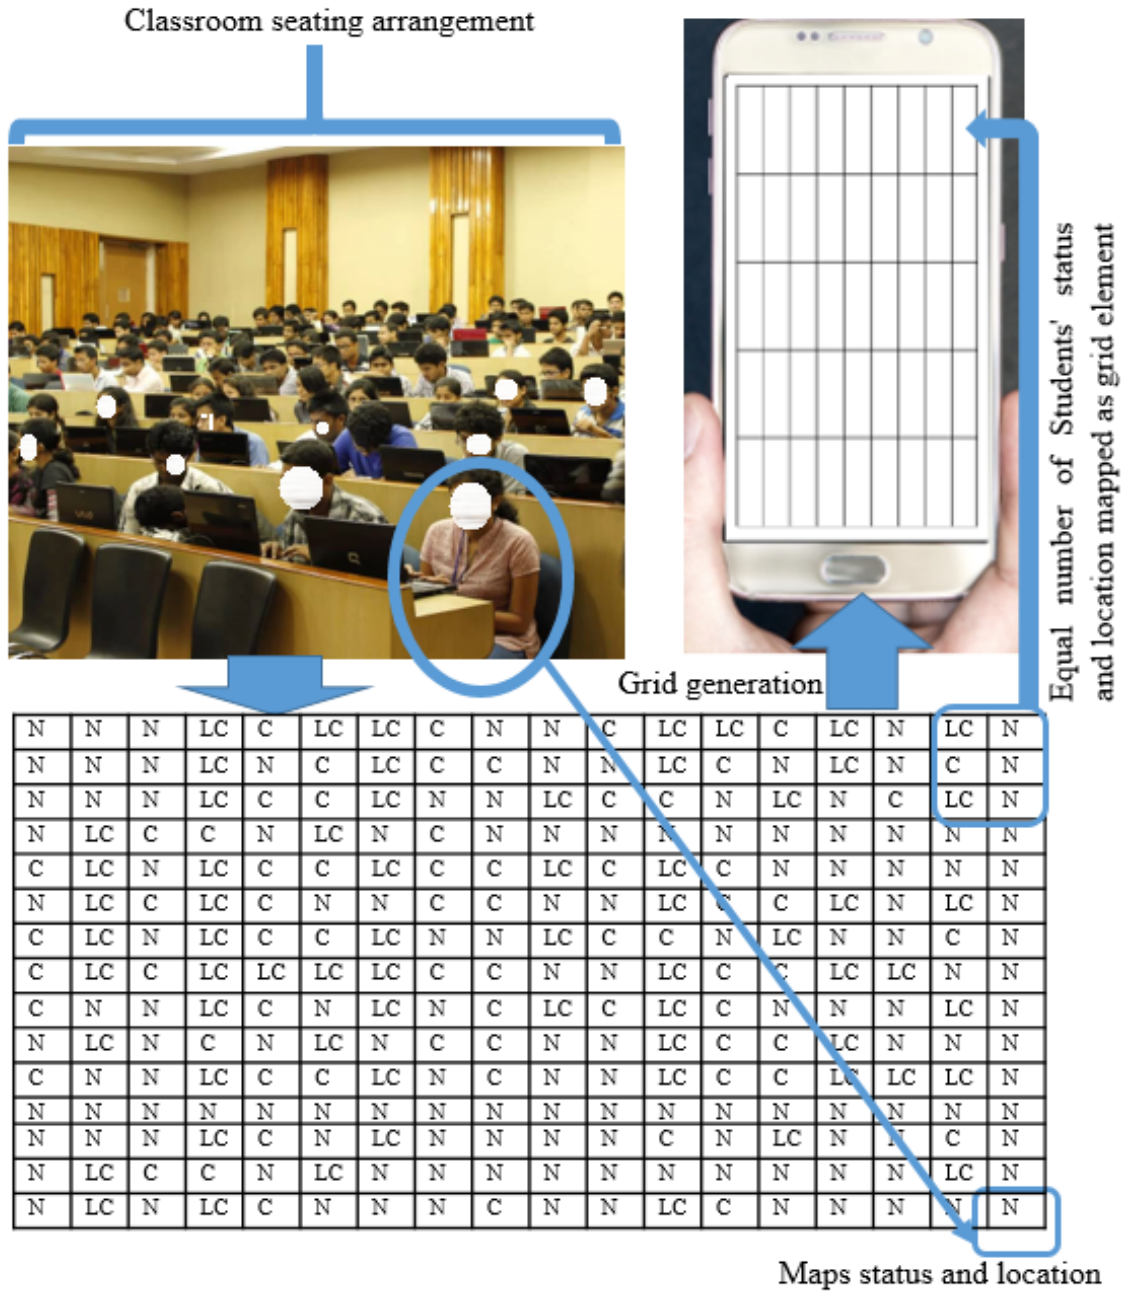 Classroom seating arrangement
Equal number of Students' status
and location mapped as grid element
Grid generation
N N N LC C LC LC C N N C LC LC C LC N LC N
N N N LC N C LC C C N N LC C N LC N C N
N N N LC C C LC N N LC C C N LC N C LC N
N LC C C N LC N C N N N N N N N N N N
C LC N LC C C LC C C LC C LC C N N N N N
N LC C LC C N N C C N N LC C C LC N LC N
C LC N LC C C LC N N LC C C N LC N N C N
C LC C LC LC LC LC C C N N LC C C LC LC N N
C N N LC C N LC N C LC C LC C N N N LC N
N LC N C N LC N C C N N LC C C LC N N N
C N N LC C C LC N C N N LC C C LC LC LC N
N N N N N N N N N N N N N N N N N N
N N N LC C N LC N N N N C N LC N N C N
N LC C C N LC N N N N N N N N N N LC N
N LC N LC C N N N C N N LC C N N N N N
Maps status and location